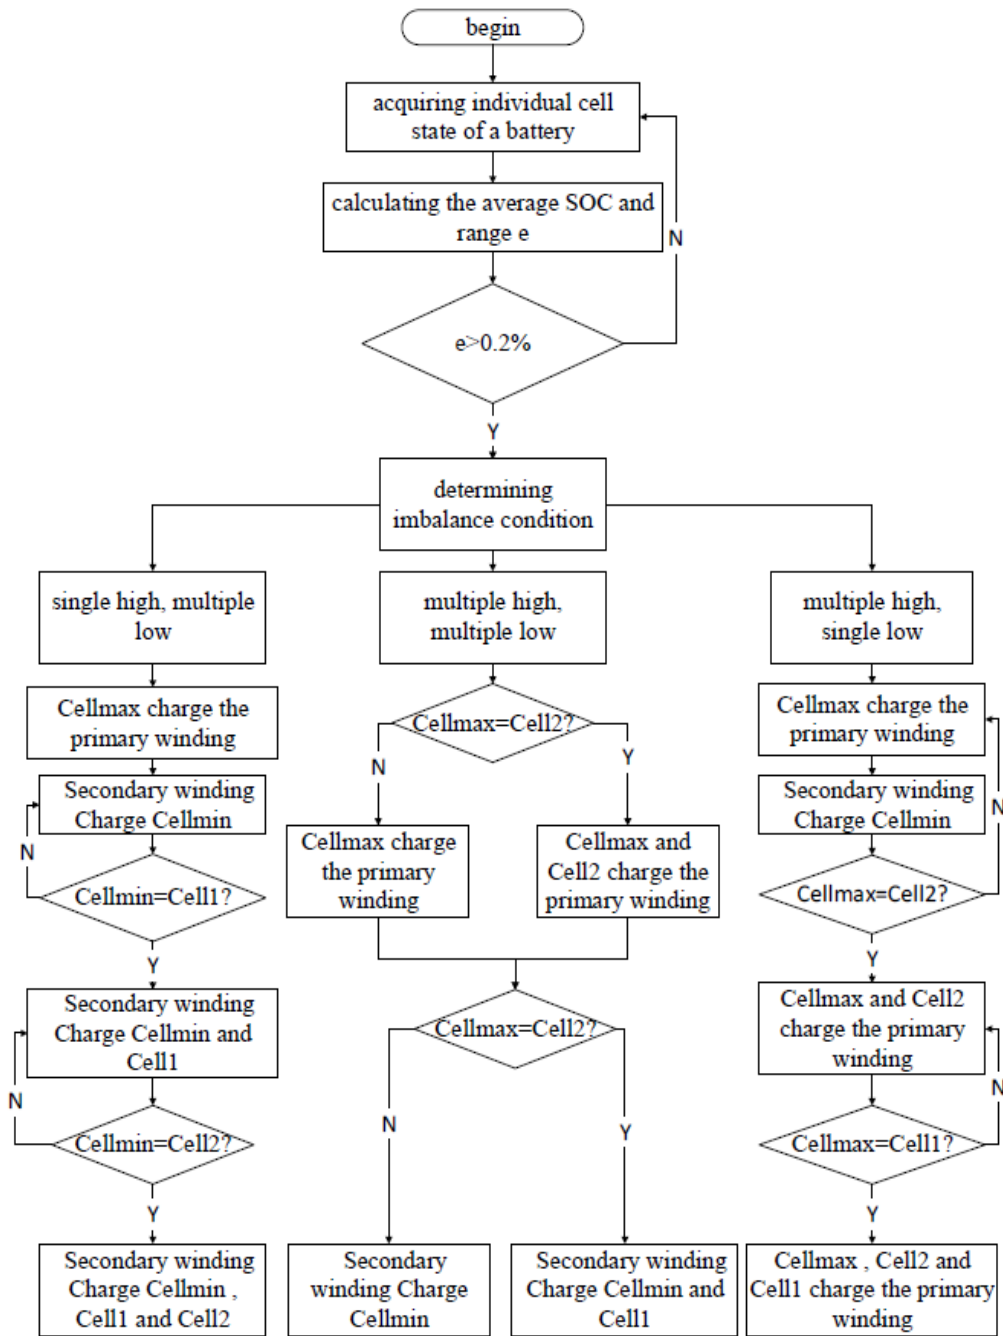 begin
acquiring individual cell
state of a battery
calculating the average SOC and
range e
N
e>0.2%
Y
determining
imbalance condition
single high, multiple
low
multiple high,
multiple low
multiple high,
single low
Cellmax charge the
primary winding
Cellmax=Cell2?
Cellmax charge the
primary winding
N
Y
N
Secondary winding
Charge Cellmin
Secondary winding
Charge Cellmin
N
Cellmax charge
the primary
winding
Cellmax and
Cell2 charge the
primary winding
Cellmin=Cell1?
Cellmax=Cell2?
Y
Y
Secondary winding
Charge Cellmin and
Cell1
Cellmax=Cell2?
Cellmax and Cell2
charge the primary
winding
N
N
Y
N
Cellmin=Cell2?
Cellmax=Cell1?
Y
Y
Secondary winding
Charge Cellmin ,
Cell1 and Cell2
Secondary
winding Charge
Cellmin
Secondary winding
Charge Cellmin and
Cell1
Cellmax , Cell2 and
Cell1 charge the primary
winding